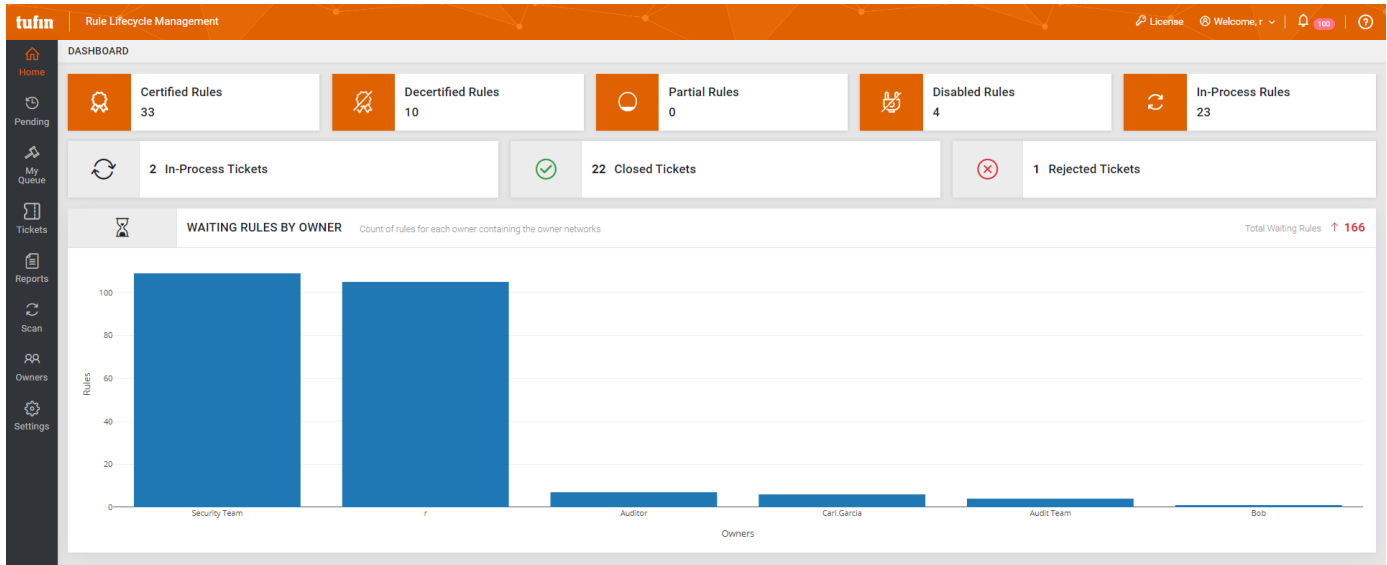 tufin Rule Lifecycle Management License Welcome, r 100 ?
DASHBOARD
Home
Pending
My
Queue
Tickets
Reports
Scan
Owners
Settings
Certified Rules
33
Decertified Rules
10
Partial Rules
0
Disabled Rules
4
In-Process Rules
23
2 In-Process Tickets
22 Closed Tickets
1 Rejected Tickets
WAITING RULES BY OWNER Count of rules for each owner containing the owner networks Total Waiting Rules ↑ 166
Rules
100
80
60
40
20
0
Security Team r Auditor Carl.Garcia Audit Team Bob
Owners